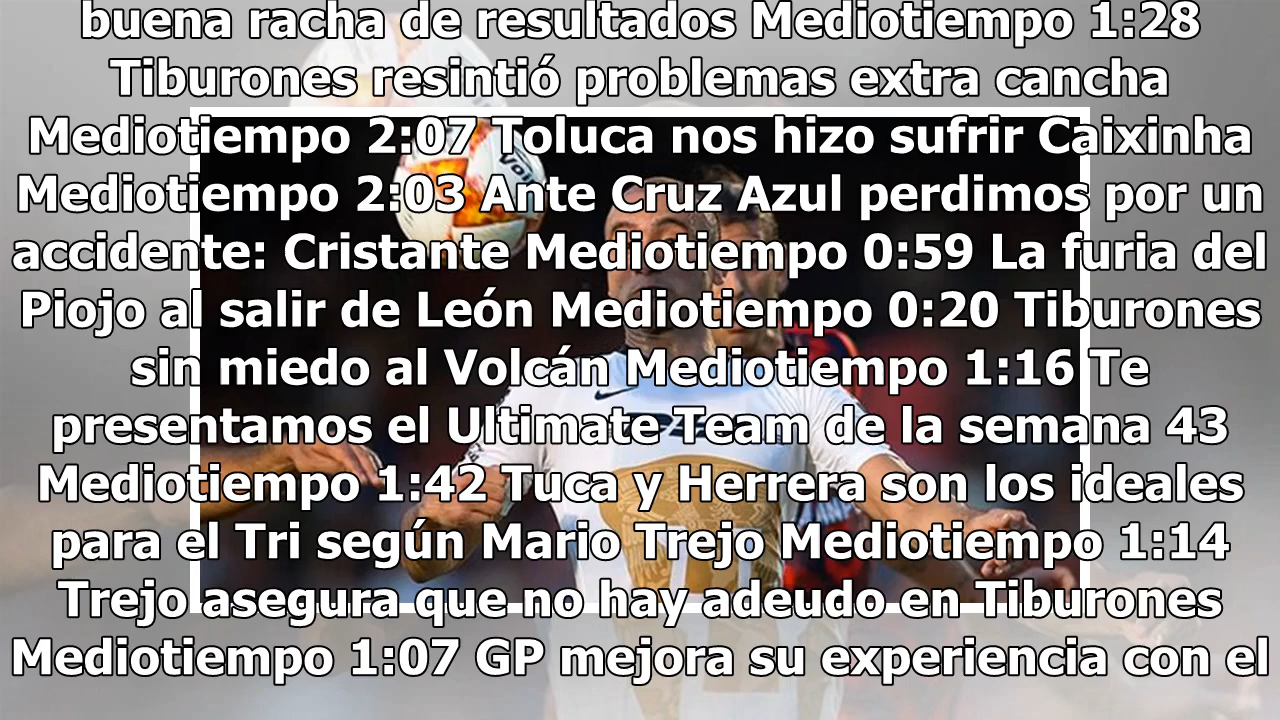 buena racha de resultados Mediotiempo 1:28
Tiburones resintió problemas extra cancha
Mediotiempo 2:07 Toluca nos hizo sufrir Caixinha
Mediotiempo 2:03 Ante Cruz Azul perdimos por un
accidente: Cristante Mediotiempo 0:59 La furia del
Piojo al salir de León Mediotiempo 0:20 Tiburones
sin miedo al Volcán Mediotiempo 1:16 Te
presentamos el Ultimate Team de la semana 43
Mediotiempo 1:42 Tuca y Herrera son los ideales
para el Tri según Mario Trejo Mediotiempo 1:14
Trejo asegura que no hay adeudo en Tiburones
Mediotiempo 1:07 GP mejora su experiencia con el
Voit